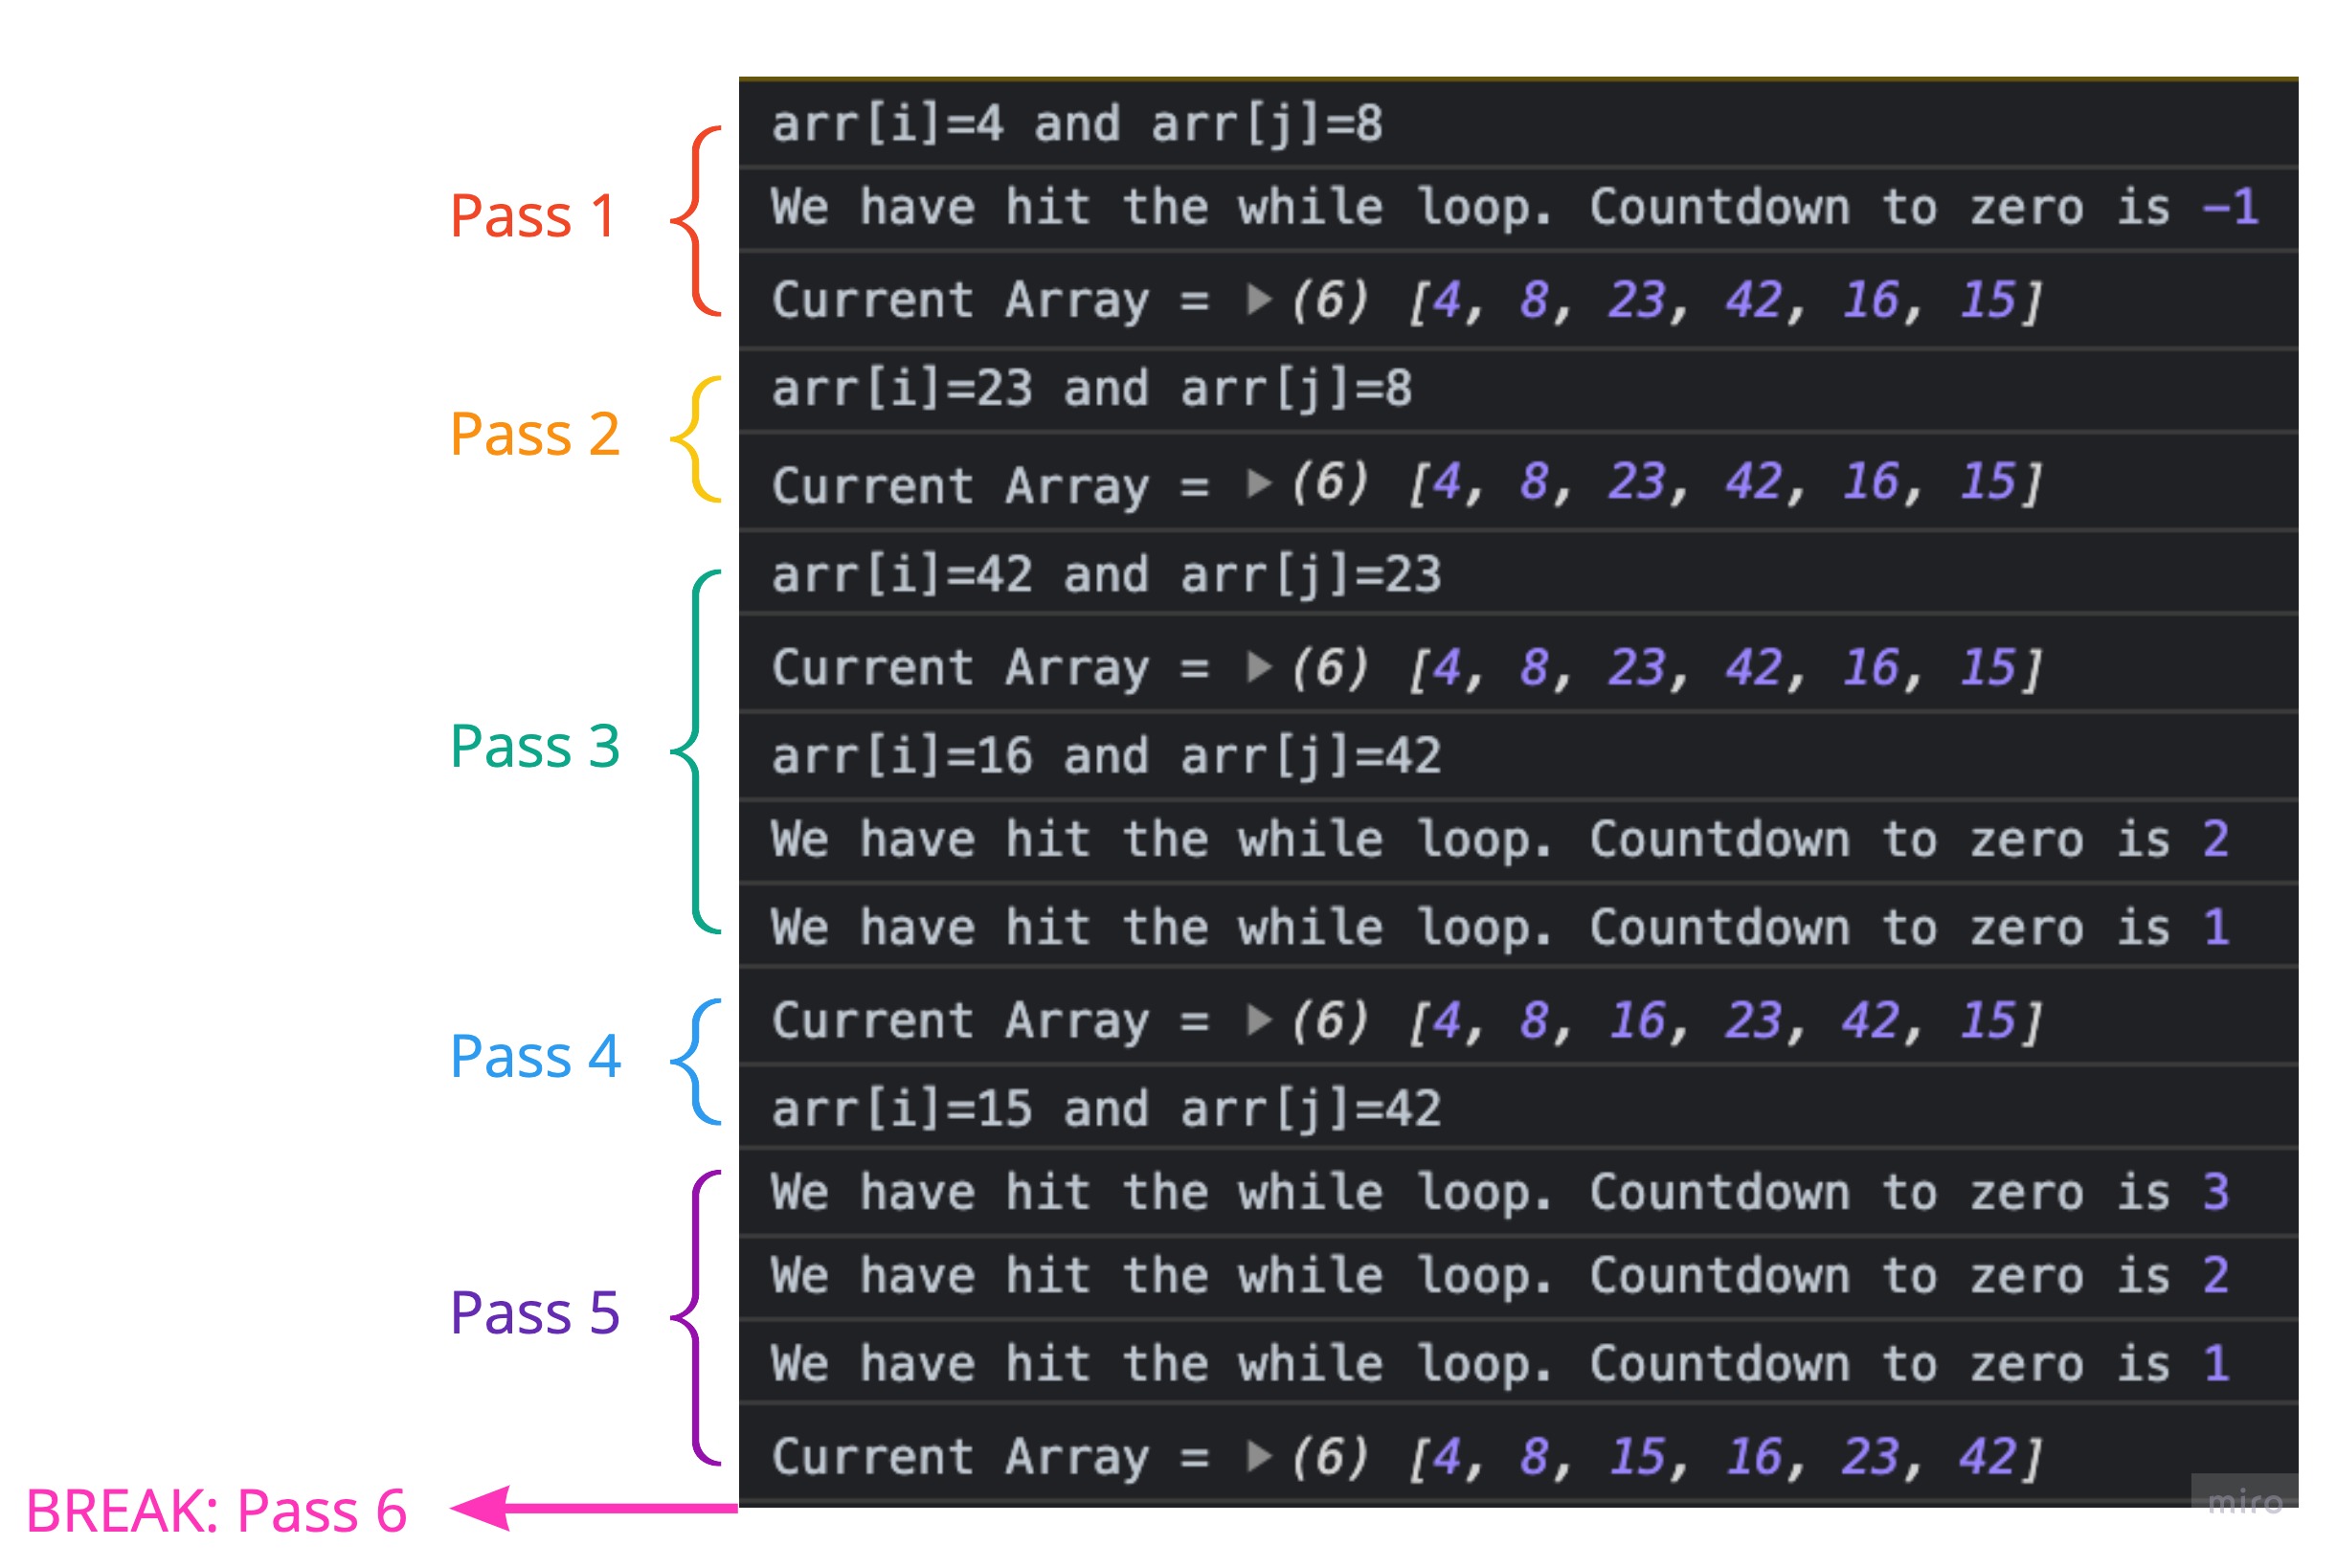 arr[i]=4 and arr[j]=8
Pass 1
We have hit the while loop. Countdown to zero is -1
Current Array = ▶(6) [4, 8, 23, 42, 16, 15]
arr[i]=23 and arr[j]=8
Pass 2
Current Array = ▶(6) [4, 8, 23, 42, 16, 15]
arr[i]=42 and arr[j]=23
Current Array = ▶(6) [4, 8, 23, 42, 16, 15]
Pass 3
arr[i]=16 and arr[j]=42
We have hit the while loop. Countdown to zero is 2
We have hit the while loop. Countdown to zero is 1
Current Array = ▶(6) [4, 8, 16, 23, 42, 15]
Pass 4
arr[i]=15 and arr[j]=42
We have hit the while loop. Countdown to zero is 3
We have hit the while loop. Countdown to zero is 2
Pass 5
We have hit the while loop. Countdown to zero is 1
Current Array = ▶(6) [4, 8, 15, 16, 23, 42]
BREAK: Pass 6
miro